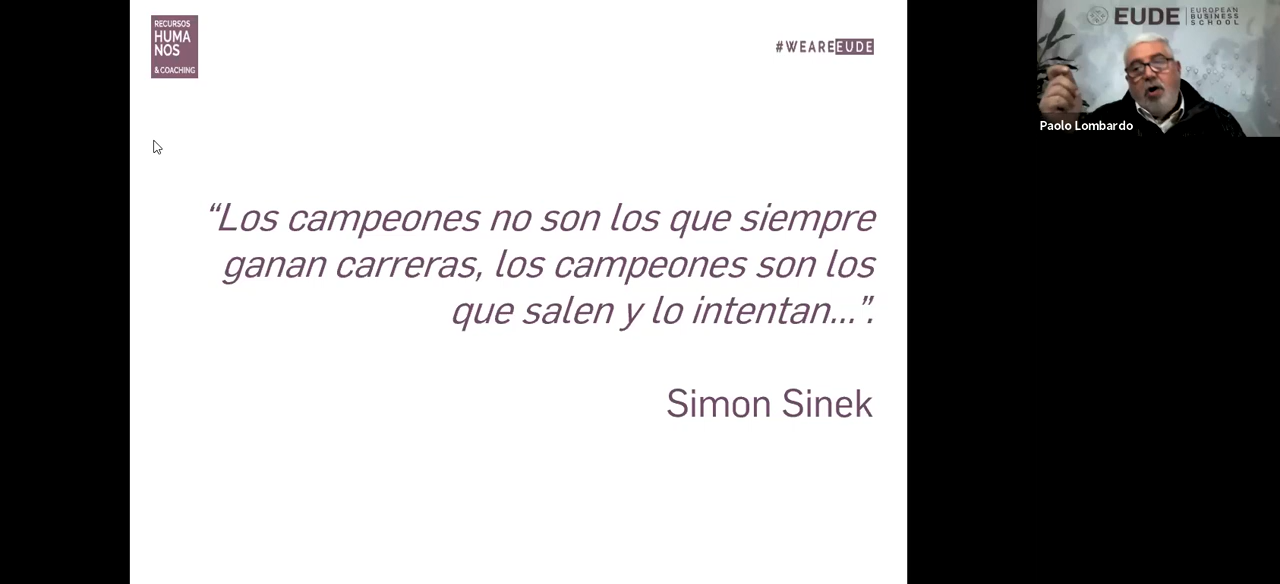 RECURSOS
HUMA
NOS
& COACHING
#WEAREEUDE
“Los campeones no son los que siempre
ganan carreras, los campeones son los
que salen y lo intentan...”.
Simon Sinek
EUDE
EUROPEAN
BUSINESS
SCHOOL
Paolo Lombardo